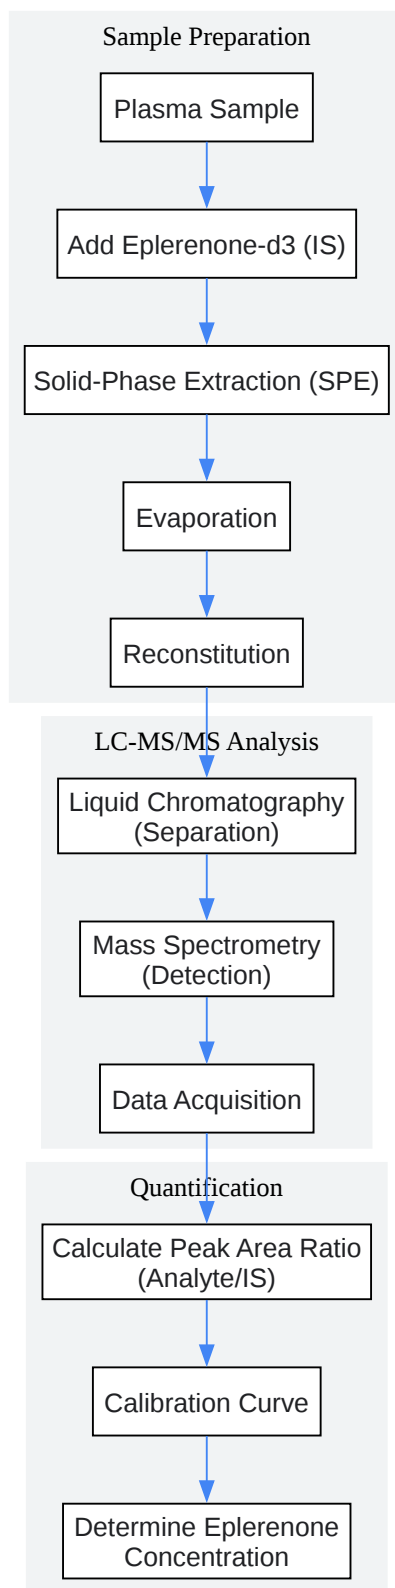 Sample Preparation
Plasma Sample
Add Eplerenone-d3 (IS)
Solid-Phase Extraction (SPE)
Evaporation
Reconstitution
LC-MS/MS Analysis
Liquid Chromatography
(Separation)
Mass Spectrometry
(Detection)
Data Acquisition
Quantification
Calculate Peak Area Ratio
(Analyte/IS)
Calibration Curve
Determine Eplerenone
Concentration